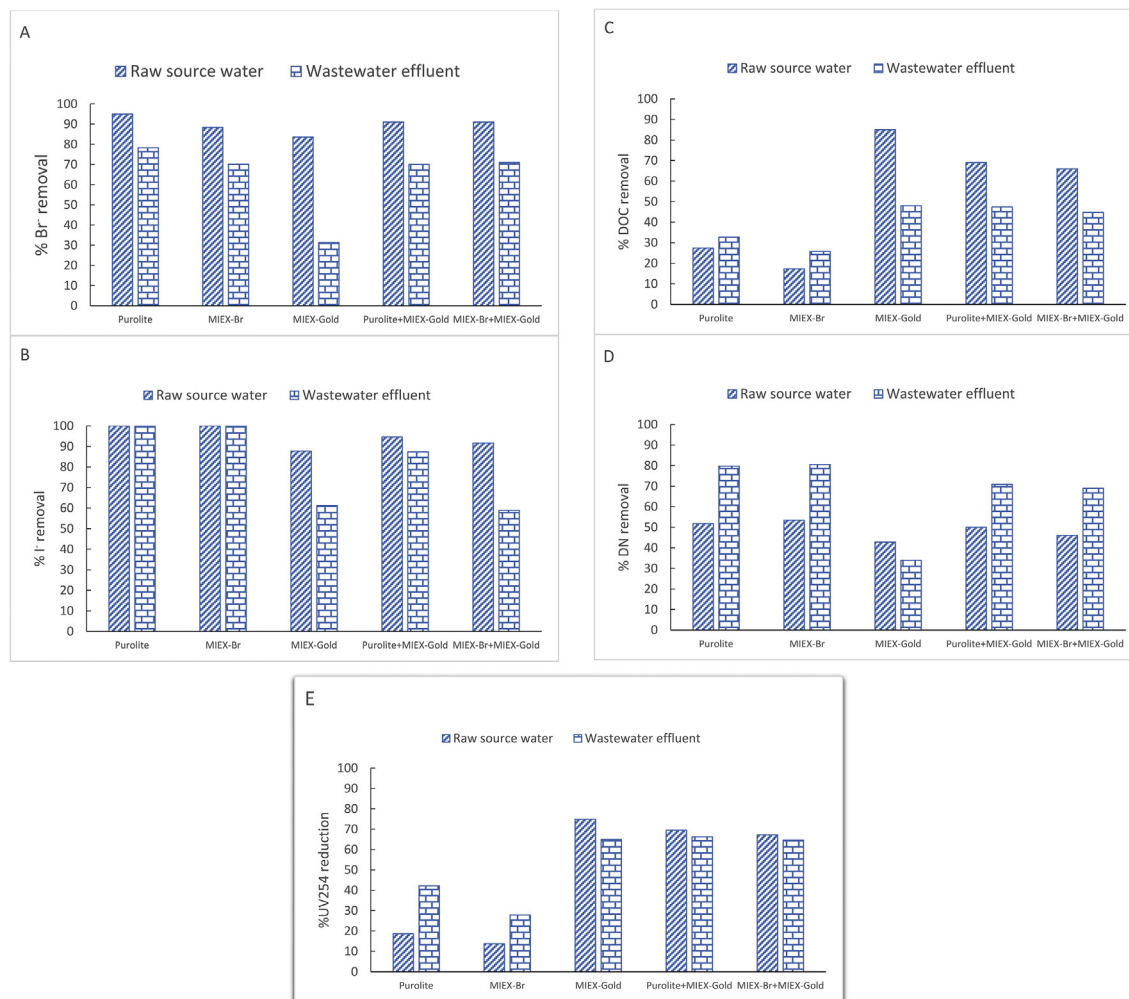 A
Raw source water Wastewater effluent
% Br⁻ removal
100
90
80
70
60
50
40
30
20
10
0
Purolite MIEX-Br MIEX-Gold Purolite+MIEX-Gold MIEX-Br+MIEX-Gold
B
Raw source water Wastewater effluent
% I⁻ removal
100
90
80
70
60
50
40
30
20
10
0
Purolite MIEX-Br MIEX-Gold Purolite+MIEX-Gold MIEX-Br+MIEX-Gold
C
Raw source water Wastewater effluent
% DOC removal
100
90
80
70
60
50
40
30
20
10
0
Purolite MIEX-Br MIEX-Gold Purolite+MIEX-Gold MIEX-Br+MIEX-Gold
D
Raw source water Wastewater effluent
% DN removal
100
90
80
70
60
50
40
30
20
10
0
Purolite MIEX-Br MIEX-Gold Purolite+MIEX-Gold MIEX-Br+MIEX-Gold
E
Raw source water Wastewater effluent
%UV254 reduction
100
90
80
70
60
50
40
30
20
10
0
Purolite MIEX-Br MIEX-Gold Purolite+MIEX-Gold MIEX-Br+MIEX-Gold